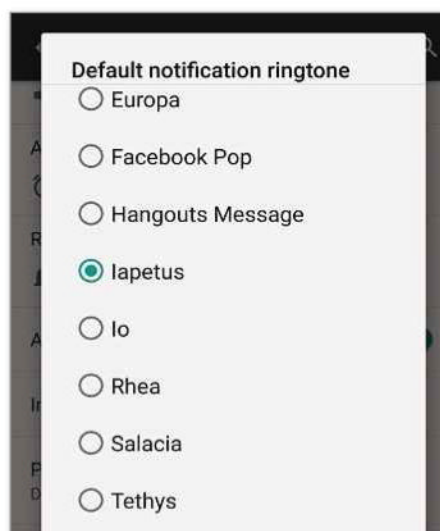 Default notification ringtone
Europa
Facebook Pop
Hangouts Message
Iapetus
Io
Rhea
Salacia
Tethys